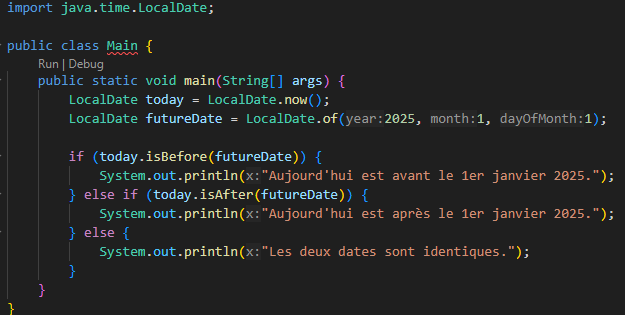 import java.time.LocalDate;
public class Main {
Run | Debug
public static void main(String[] args) {
LocalDate today = LocalDate.now();
LocalDate futureDate = LocalDate.of(year:2025, month:1, dayOfMonth:1);
if (today.isBefore(futureDate)) {
System.out.println(x:"Aujourd'hui est avant le 1er janvier 2025.");
} else if (today.isAfter(futureDate)) {
System.out.println(x:"Aujourd'hui est après le 1er janvier 2025.");
} else {
System.out.println(x:"Les deux dates sont identiques.");
}
}
}